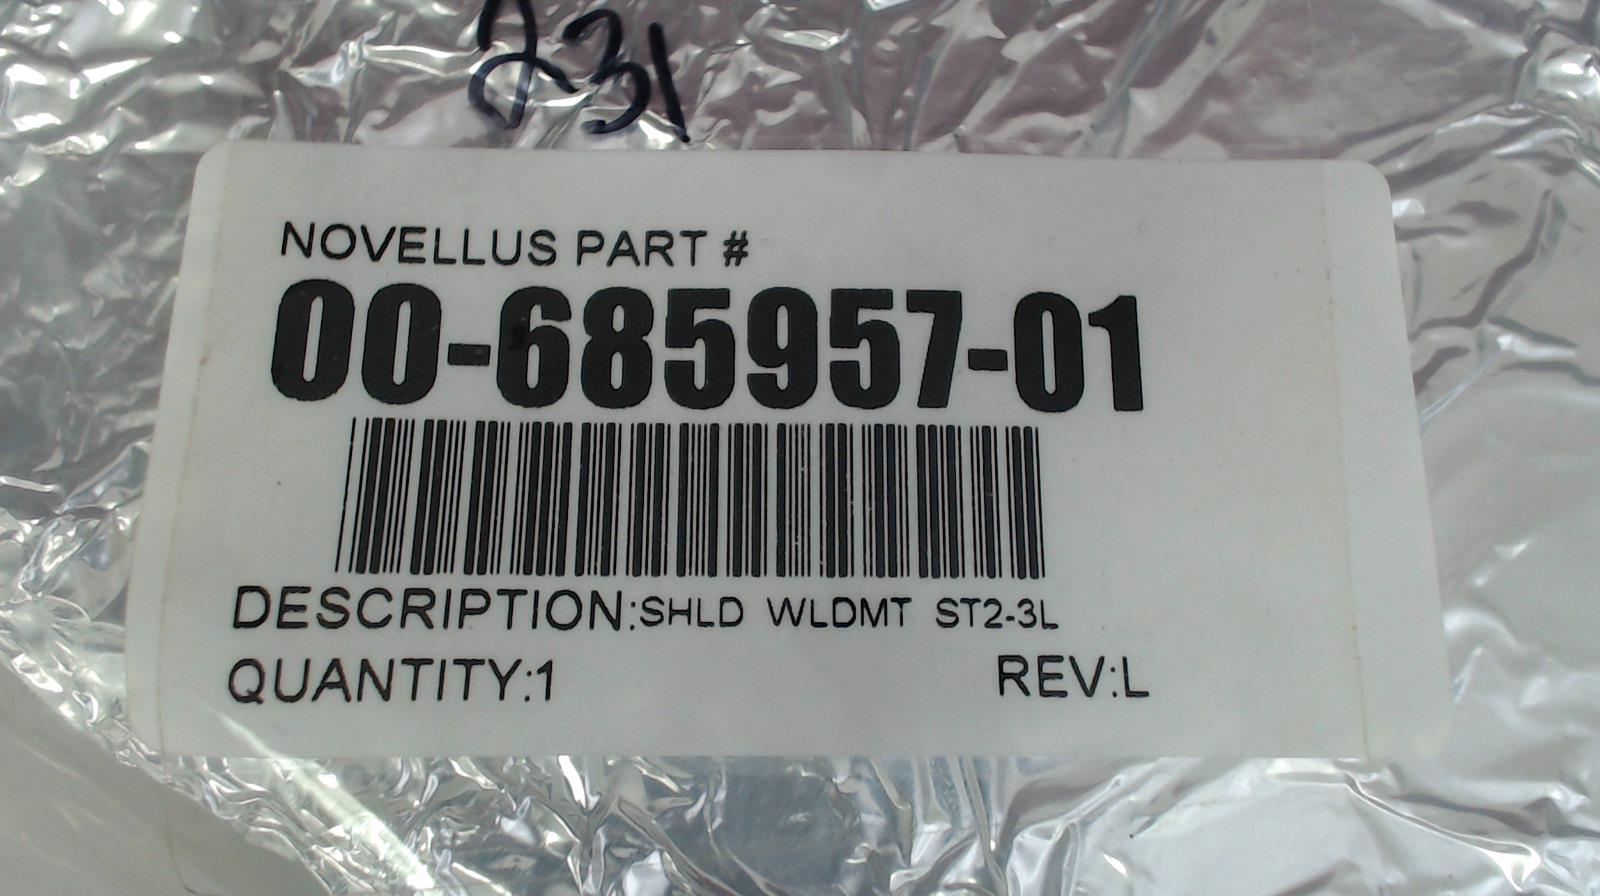 231
NOVELLUS PART #
00-685957-01
DESCRIPTION:SHLD WLDMT ST2-3L
QUANTITY:1 REV:L